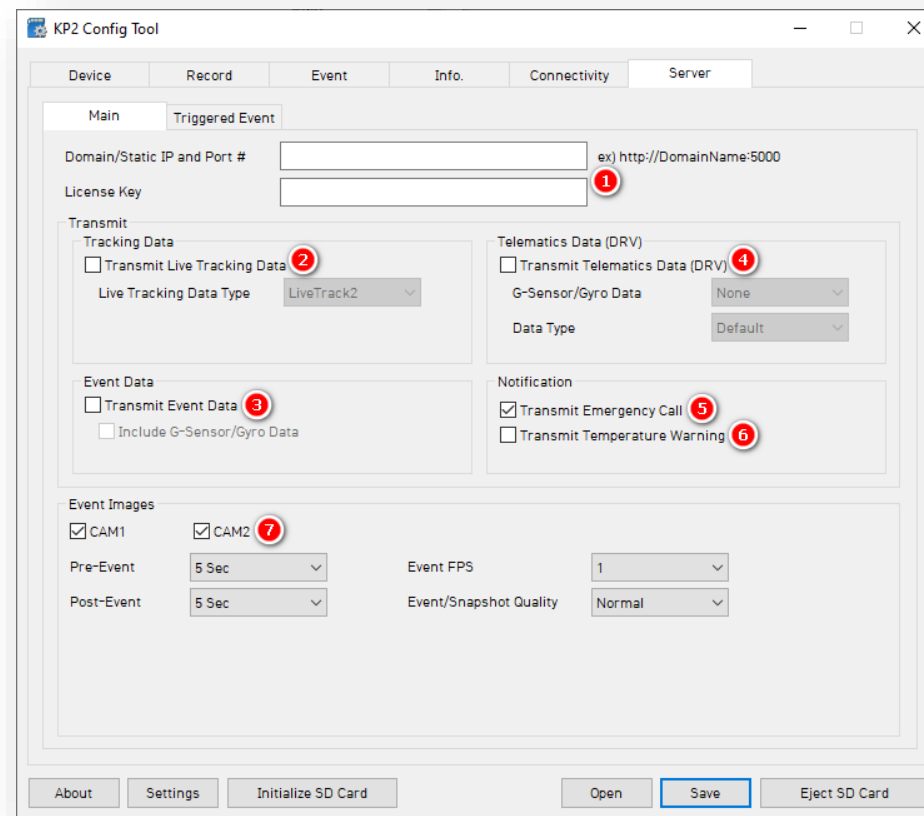 KP2 Config Tool
Device Record Event Info. Connectivity Server
Main Triggered Event
Domain/Static IP and Port # ex) http://DomainName:5000
License Key 1
Transmit
Tracking Data
Transmit Live Tracking Data 2
Live Tracking Data Type LiveTrack2
Telematics Data (DRV)
Transmit Telematics Data (DRV) 4
G-Sensor/Gyro Data None
Data Type Default
Event Data
Transmit Event Data 3
Include G-Sensor/Gyro Data
Notification
Transmit Emergency Call 5
Transmit Temperature Warning 6
Event Images
CAM1 CAM2 7
Pre-Event 5 Sec Event FPS 1
Post-Event 5 Sec Event/Snapshot Quality Normal
About Settings Initialize SD Card Open Save Eject SD Card